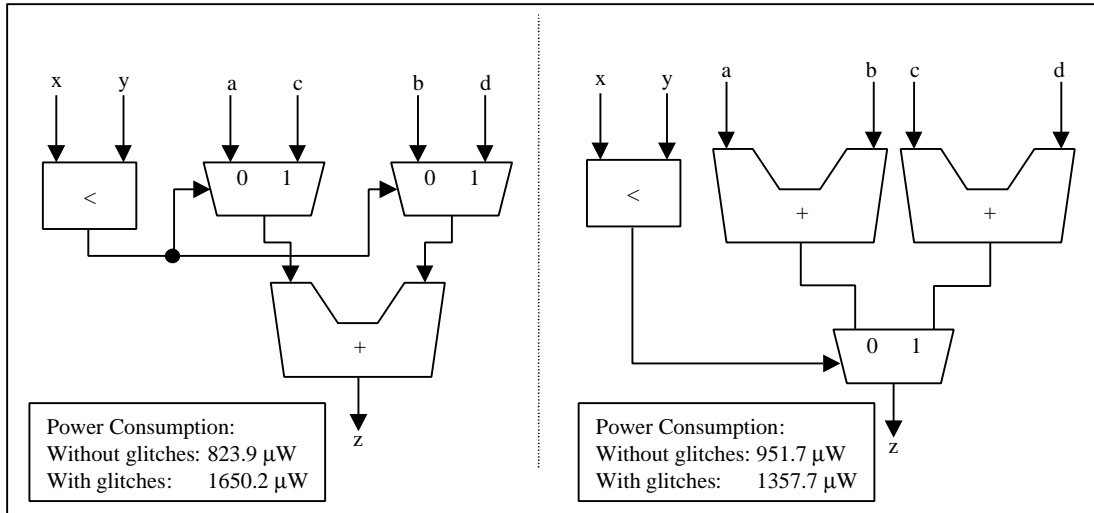 x y a c b d
0 1 0 1
<
+
z
Power Consumption:
Without glitches: 823.9 μW
With glitches: 1650.2 μW
x y a b c d
<
+ +
0 1
z
Power Consumption:
Without glitches: 951.7 μW
With glitches: 1357.7 μW